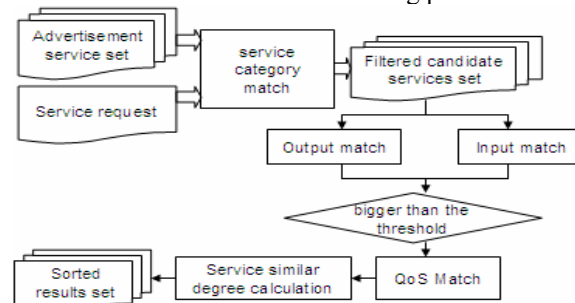 ing p
Advertisement
service set
Service request
service
category
match
Filtered candidate
services set
Output match
Input match
bigger than the
threshold
QoS Match
Service similar
degree calculation
Sorted
results set